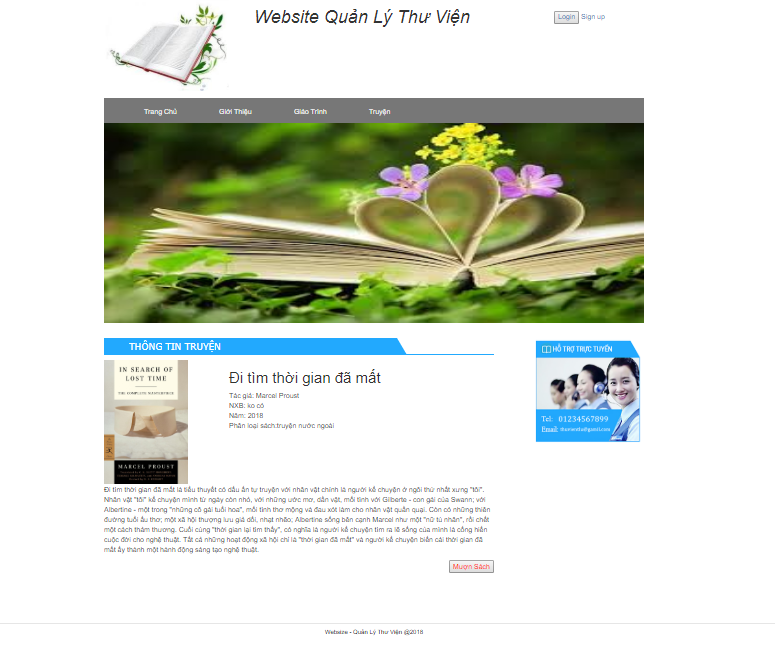 Website Quản Lý Thư Viện
Login Sign up
Trang Chủ Giới Thiệu Giáo Trình Truyện
THÔNG TIN TRUYỆN
HỖ TRỢ TRỰC TUYẾN
IN SEARCH OF
LOST TIME
THE COMPLETE MASTERPIECE
MARCEL PROUST
Đi tìm thời gian đã mất
Tác giả: Marcel Proust
NXB: ko có
Năm: 2018
Phân loại sách:truyện nước ngoài
Tel: 01234567899
Email:
Đi tìm thời gian đã mất là tiểu thuyết có dấu ấn tự truyện với nhân vật chính là người kể chuyện ở ngôi thứ nhất xưng "tôi".
Nhân vật "tôi" kể chuyện mình từ ngày còn nhỏ, với những ước mơ, dằn vặt, mối tình với Gilberte - con gái của Swann; với
Albertine - một trong "những cô gái tuổi hoa", mối tình thơ mộng và đau xót làm cho nhân vật quằn quại. Còn có những thiên
đường tuổi ấu thơ; một xã hội thượng lưu giả dối, nhạt nhẽo; Albertine sống bên cạnh Marcel như một "nữ tù nhân", rồi chết
một cách thảm thương. Cuối cùng "thời gian lại tìm thấy", có nghĩa là người kể chuyện tìm ra lẽ sống của mình là cống hiến
cuộc đời cho nghệ thuật. Tất cả những hoạt động xã hội chỉ là "thời gian đã mất" và người kể chuyện biến cái thời gian đã
mất ấy thành một hành động sáng tạo nghệ thuật.
Mượn Sách
Websize - Quản Lý Thư Viện @2018